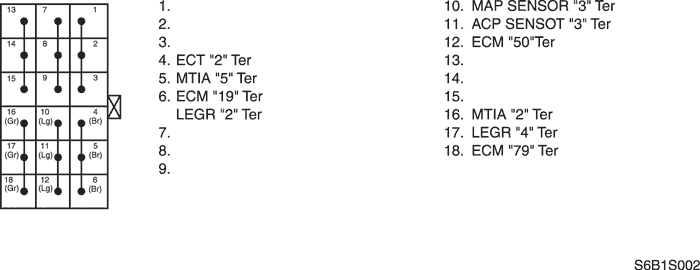 13 7 1
14 8 2
15 9 3
16 (Gr) 10 (Lg) 4 (Br)
17 (Gr) 11 (Lg) 5 (Br)
18 (Gr) 12 (Lg) 6 (Br)
1.
2.
3.
4. ECT "2" Ter
5. MTIA "5" Ter
6. ECM "19" Ter
LEGR "2" Ter
7.
8.
9.
10. MAP SENSOR "3" Ter
11. ACP SENSOT "3" Ter
12. ECM "50"Ter
13.
14.
15.
16. MTIA "2" Ter
17. LEGR "4" Ter
18. ECM "79" Ter
S6B1S002